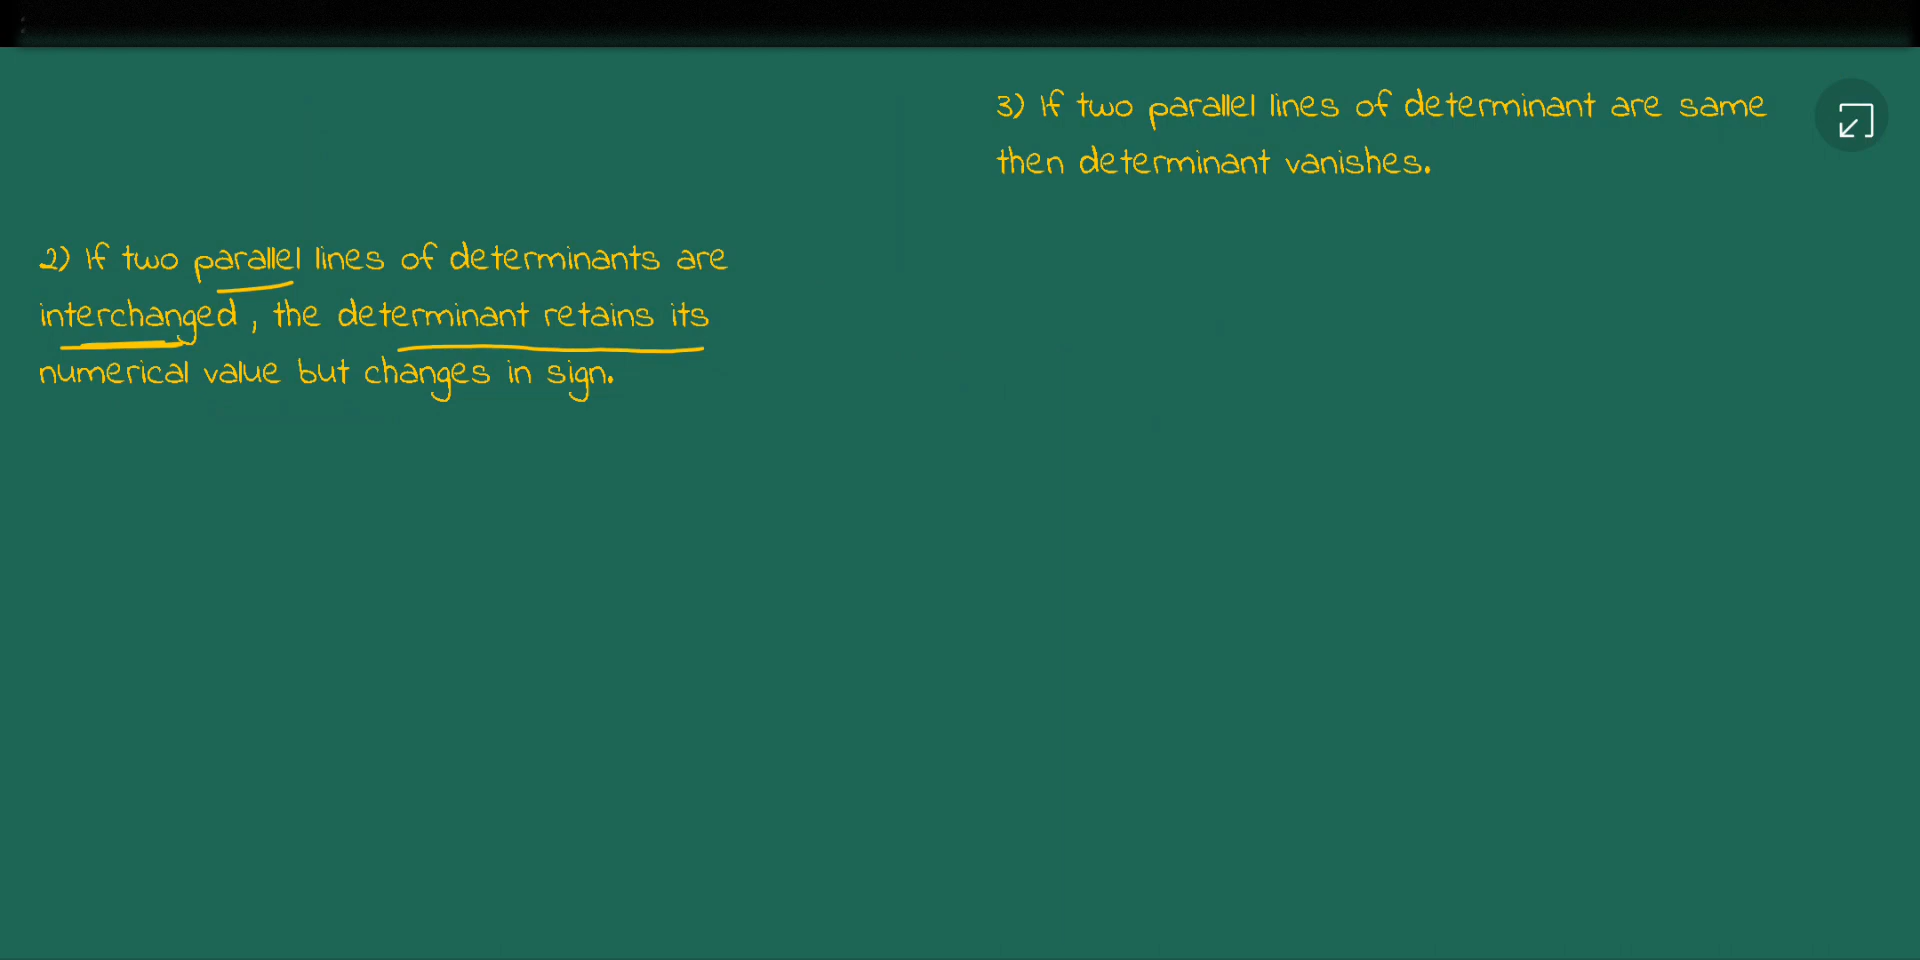 2) If two parallel lines of determinants are
interchanged, the determinant retains its
numerical value but changes in sign.
3) If two parallel lines of determinant are same
then determinant vanishes.